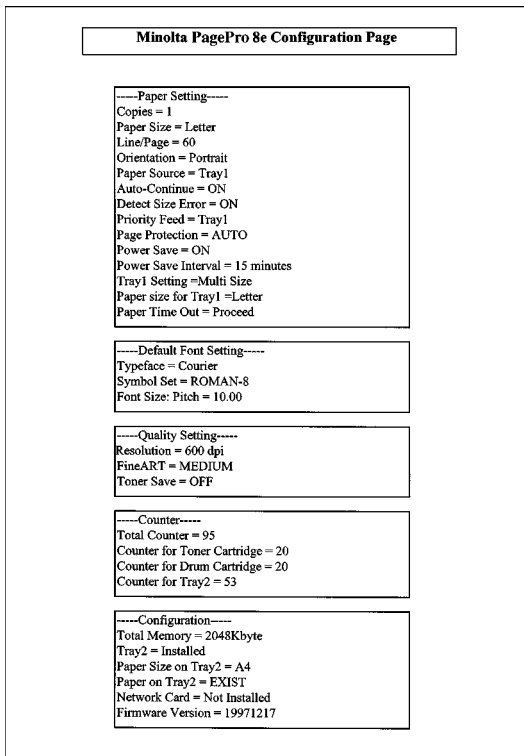 Minolta PagePro 8e Configuration Page
-----Paper Setting-----
Copies = 1
Paper Size = Letter
Line/Page = 60
Orientation = Portrait
Paper Source = Tray1
Auto-Continue = ON
Detect Size Error = ON
Priority Feed = Tray1
Page Protection = AUTO
Power Save = ON
Power Save Interval = 15 minutes
Tray1 Setting =Multi Size
Paper size for Tray1 =Letter
Paper Time Out = Proceed
-----Default Font Setting-----
Typeface = Courier
Symbol Set = ROMAN-8
Font Size: Pitch = 10.00
-----Quality Setting-----
Resolution = 600 dpi
FineART = MEDIUM
Toner Save = OFF
-----Counter-----
Total Counter = 95
Counter for Toner Cartridge = 20
Counter for Drum Cartridge = 20
Counter for Tray2 = 53
-----Configuration-----
Total Memory = 2048Kbyte
Tray2 = Installed
Paper Size on Tray2 = A4
Paper on Tray2 = EXIST
Network Card = Not Installed
Firmware Version = 19971217